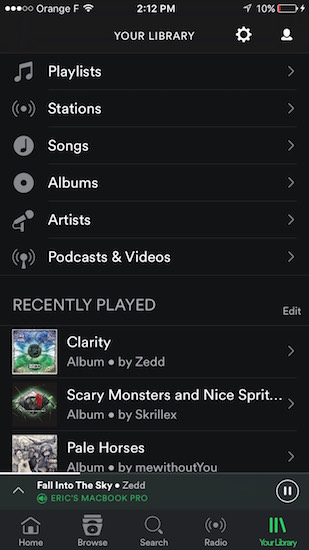 Orange F 2:12 PM 10%
YOUR LIBRARY
Playlists
Stations
Songs
Albums
Artists
Podcasts & Videos
RECENTLY PLAYED Edit
Clarity
Album • by Zedd
Scary Monsters and Nice Sprit...
Album • by Skrillex
Pale Horses
Album • by mewithoutYou
Fall Into The Sky • Zedd
ERIC'S MACBOOK PRO
Home Browse Search Radio Your Library